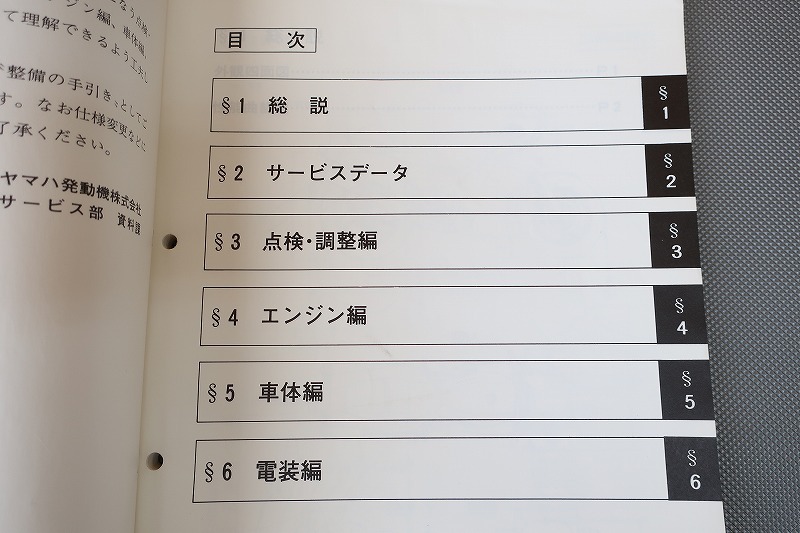 なう点検、
ジン編、車体編、
て理解できるよう工夫し
整備の手引き〟としてご
す。なお仕様変更などに
了承ください。
ヤマハ発動機株式会社
サービス部 資料課
目 次
§1 総 説
§1
§2 サービスデータ
§2
§3 点検・調整編
§3
§4 エンジン編
§4
§5 車体編
§5
§6 電装編
§6